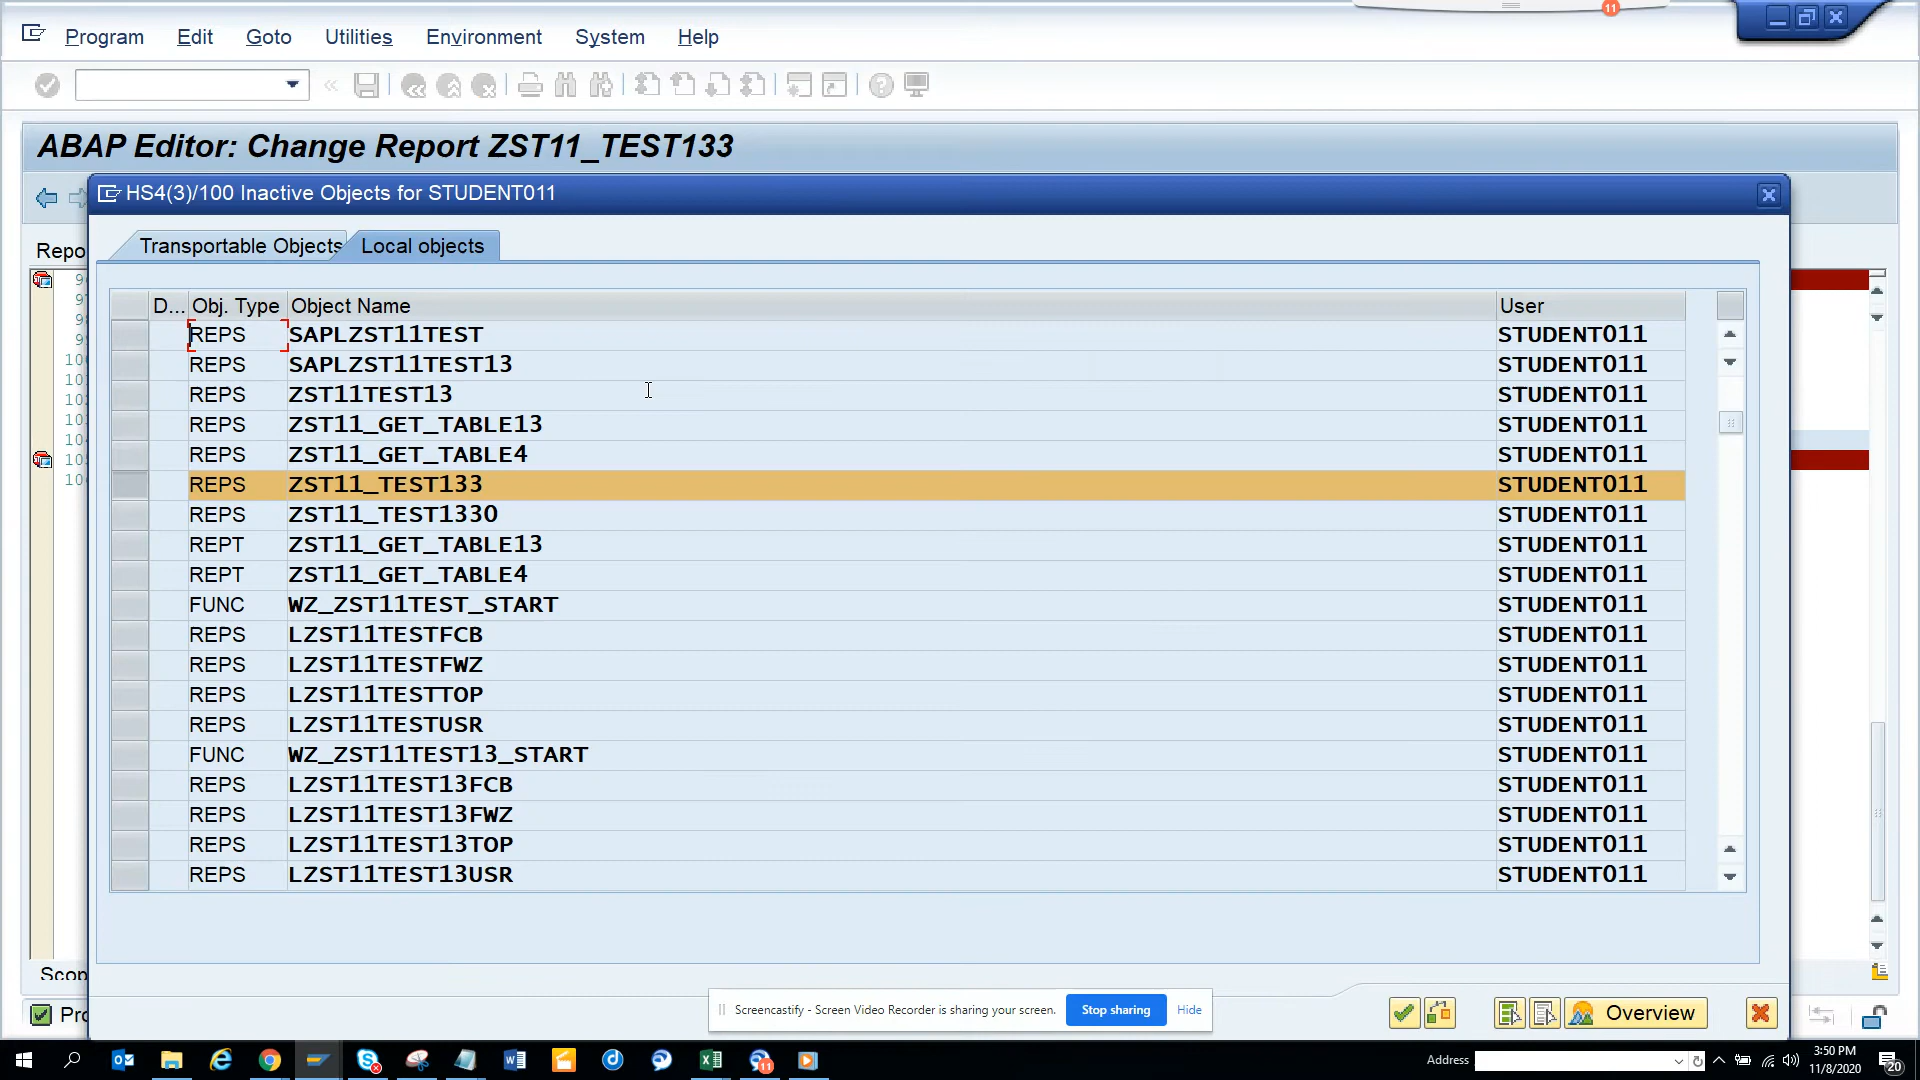 11
Program Edit Goto Utilities Environment System Help
ABAP Editor: Change Report ZST11_TEST133
HS4(3)/100 Inactive Objects for STUDENT011
Transportable Objects Local objects
Repo
D... Obj. Type Object Name User
REPS SAPLZST11TEST STUDENT011
REPS SAPLZST11TEST13 STUDENT011
REPS ZST11TEST13 STUDENT011
REPS ZST11_GET_TABLE13 STUDENT011
REPS ZST11_GET_TABLE4 STUDENT011
REPS ZST11_TEST133 STUDENT011
REPS ZST11_TEST1330 STUDENT011
REPT ZST11_GET_TABLE13 STUDENT011
REPT ZST11_GET_TABLE4 STUDENT011
FUNC WZ_ZST11TEST_START STUDENT011
REPS LZST11TESTFCB STUDENT011
REPS LZST11TESTFWZ STUDENT011
REPS LZST11TESTTOP STUDENT011
REPS LZST11TESTUSR STUDENT011
FUNC WZ_ZST11TEST13_START STUDENT011
REPS LZST11TEST13FCB STUDENT011
REPS LZST11TEST13FWZ STUDENT011
REPS LZST11TEST13TOP STUDENT011
REPS LZST11TEST13USR STUDENT011
Scop
Screencastify - Screen Video Recorder is sharing your screen. Stop sharing Hide
Overview
Address
3:50 PM
11/8/2020
20